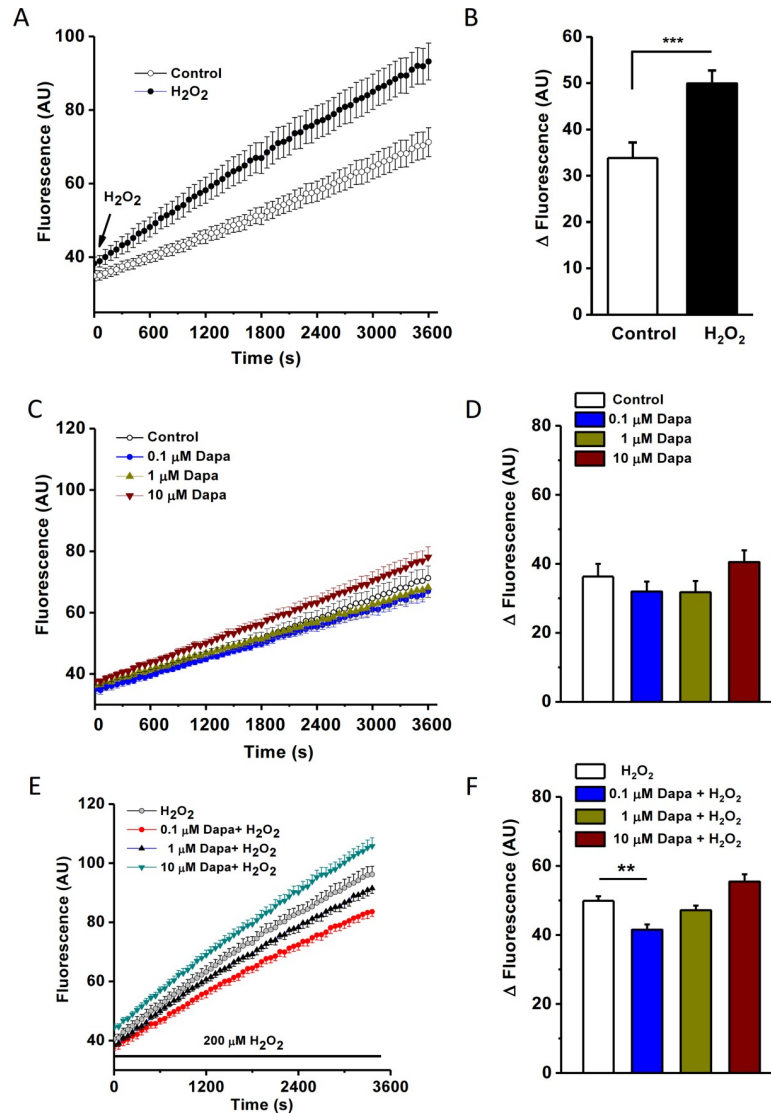 A
100
80
60
40
Fluorescence (AU)
Control
H₂O₂
H₂O₂
0 600 1200 1800 2400 3000 3600
Time (s)
B
60
50
40
30
20
10
0
Δ Fluorescence (AU)
***
Control H₂O₂
C
120
100
80
60
40
Fluorescence (AU)
Control
0.1 μM Dapa
1 μM Dapa
10 μM Dapa
0 600 1200 1800 2400 3000 3600
Time (s)
D
Control
0.1 μM Dapa
1 μM Dapa
10 μM Dapa
80
60
40
20
0
Δ Fluorescence (AU)
E
120
100
80
60
40
Fluorescence (AU)
H₂O₂
0.1 μM Dapa+ H₂O₂
1 μM Dapa+ H₂O₂
10 μM Dapa+ H₂O₂
200 μM H₂O₂
0 1200 2400 3600
Time (s)
F
H₂O₂
0.1 μM Dapa + H₂O₂
1 μM Dapa + H₂O₂
10 μM Dapa + H₂O₂
80
60
40
20
0
Δ Fluorescence (AU)
**